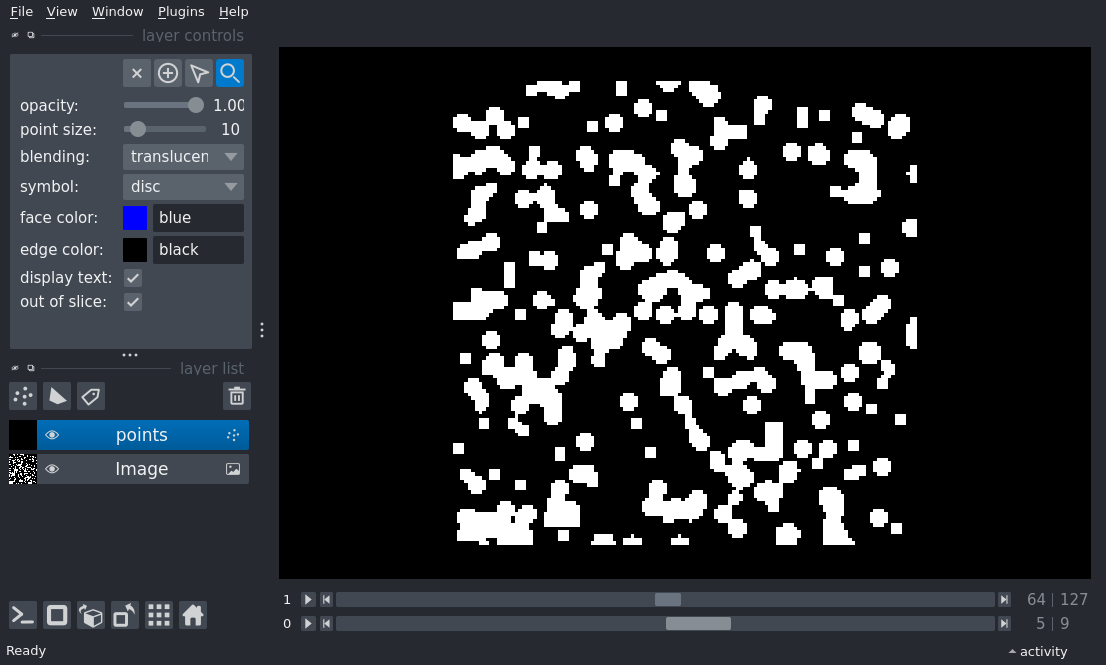 File View Window Plugins Help
layer controls
opacity: 1.00
point size: 10
blending: translucen
symbol: disc
face color: blue
edge color: black
display text:
out of slice:
layer list
points
Image
1 64 | 127
0 5 | 9
Ready activity